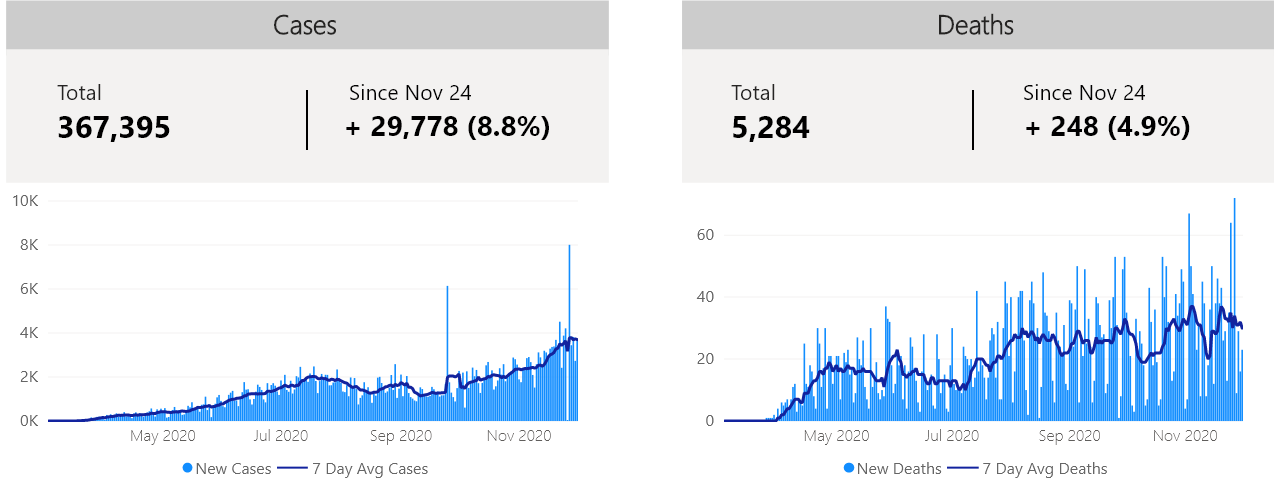 Cases
Total
Since Nov 24
367,395
+ 29,778 (8.8%)
10K
8K
6K
4K
2K
0K
May 2020
Jul 2020
Sep 2020
Nov 2020
New Cases
7 Day Avg Cases
Deaths
Total
Since Nov 24
5,284
+ 248 (4.9%)
60
40
20
0
May 2020
Jul 2020
Sep 2020
Nov 2020
New Deaths
7 Day Avg Deaths